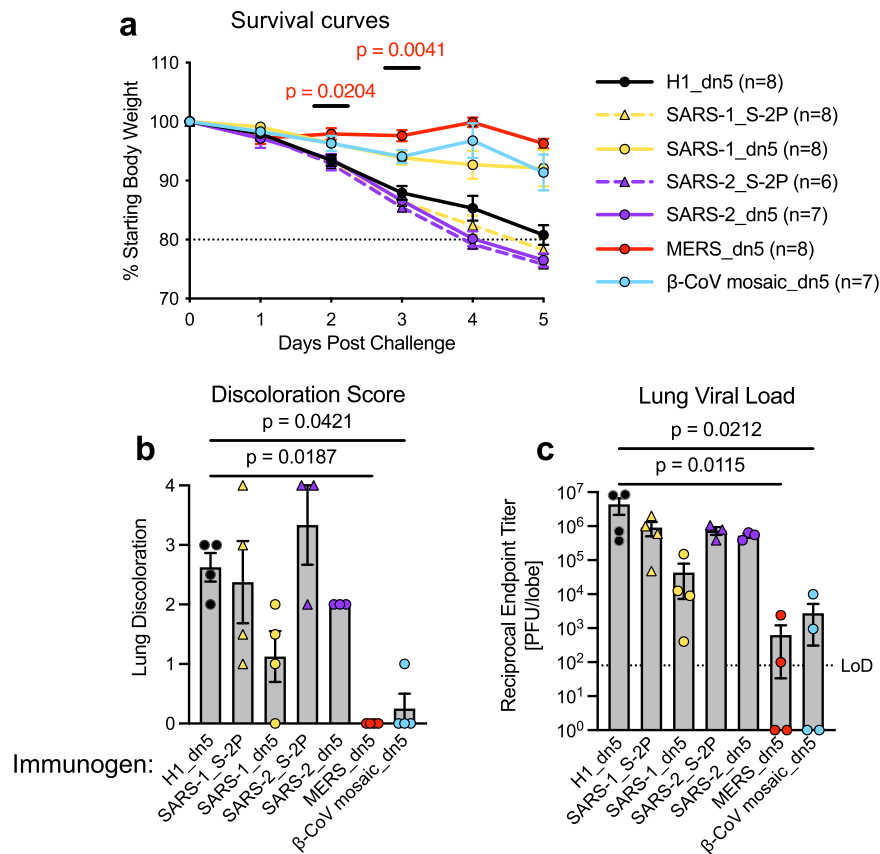 a
Survival curves
p = 0.0041
p = 0.0204
% Starting Body Weight
110
100
90
80
70
0
1
2
3
4
5
Days Post Challenge
H1_dn5 (n=8)
SARS-1_S-2P (n=8)
SARS-1_dn5 (n=8)
SARS-2_S-2P (n=6)
SARS-2_dn5 (n=7)
MERS_dn5 (n=8)
β-CoV mosaic_dn5 (n=7)
b
Discoloration Score
p = 0.0421
p = 0.0187
Lung Discoloration
4
3
2
1
0
Immunogen:
H1_dn5
SARS-1_S-2P
SARS-1_dn5
SARS-2_S-2P
SARS-2_dn5
MERS_dn5
β-CoV mosaic_dn5
c
Lung Viral Load
p = 0.0212
p = 0.0115
Reciprocal Endpoint Titer
[PFU/lobe]
10⁷
10⁶
10⁵
10⁴
10³
10²
10¹
10⁰
LoD
H1_dn5
SARS-1_S-2P
SARS-1_dn5
SARS-2_S-2P
SARS-2_dn5
MERS_dn5
β-CoV mosaic_dn5